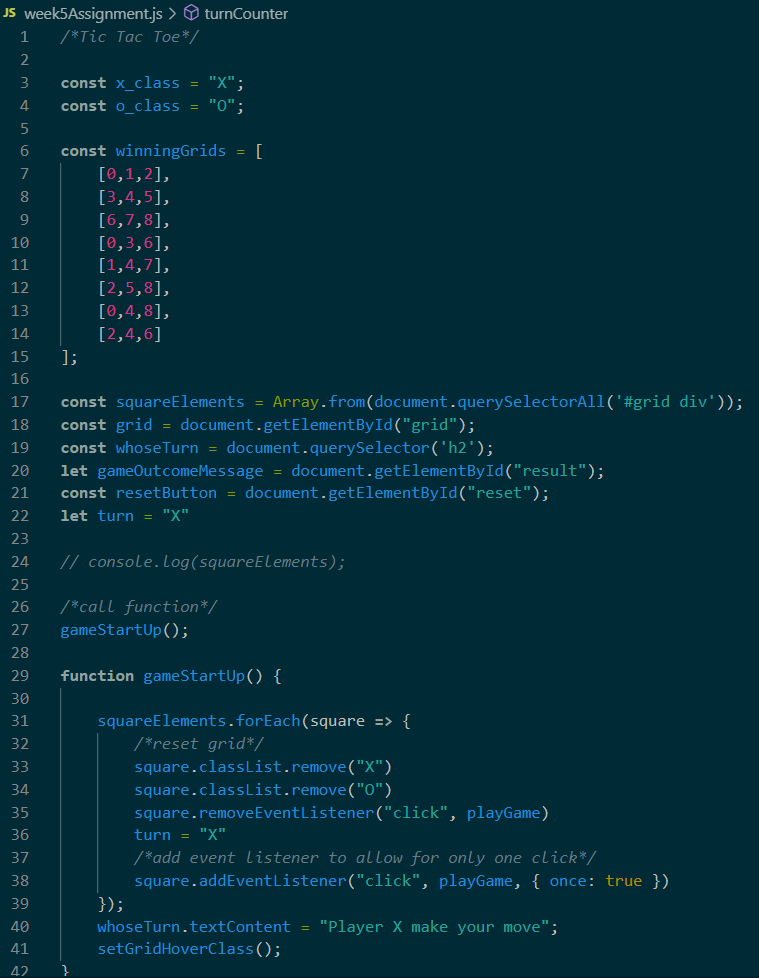 JS week5Assignment.js > turnCounter
1 /*Tic Tac Toe*/
2
3 const x_class = "X";
4 const o_class = "O";
5
6 const winningGrids = [
7     [0,1,2],
8     [3,4,5],
9     [6,7,8],
10     [0,3,6],
11     [1,4,7],
12     [2,5,8],
13     [0,4,8],
14     [2,4,6]
15 ];
16
17 const squareElements = Array.from(document.querySelectorAll('#grid div'));
18 const grid = document.getElementById("grid");
19 const whoseTurn = document.querySelector('h2');
20 let gameOutcomeMessage = document.getElementById("result");
21 const resetButton = document.getElementById("reset");
22 let turn = "X"
23
24 // console.log(squareElements);
25
26 /*call function*/
27 gameStartUp();
28
29 function gameStartUp() {
30
31     squareElements.forEach(square => {
32         /*reset grid*/
33         square.classList.remove("X")
34         square.classList.remove("O")
35         square.removeEventListener("click", playGame)
36         turn = "X"
37         /*add event listener to allow for only one click*/
38         square.addEventListener("click", playGame, { once: true })
39     });
40     whoseTurn.textContent = "Player X make your move";
41     setGridHoverClass();
42 }